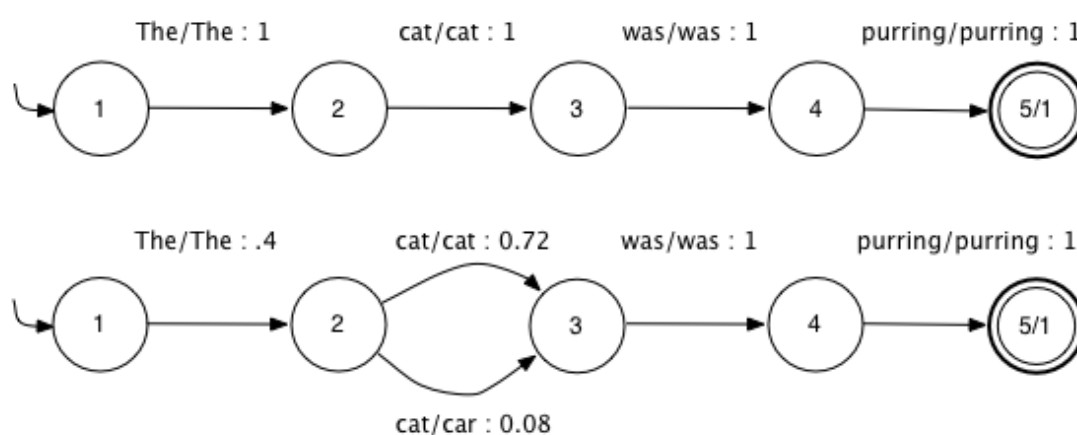 The/The : 1 cat/cat : 1 was/was : 1 purring/purring : 1
1 2 3 4 5/1
The/The : .4 cat/cat : 0.72 was/was : 1 purring/purring : 1
1 2 3 4 5/1
cat/car : 0.08